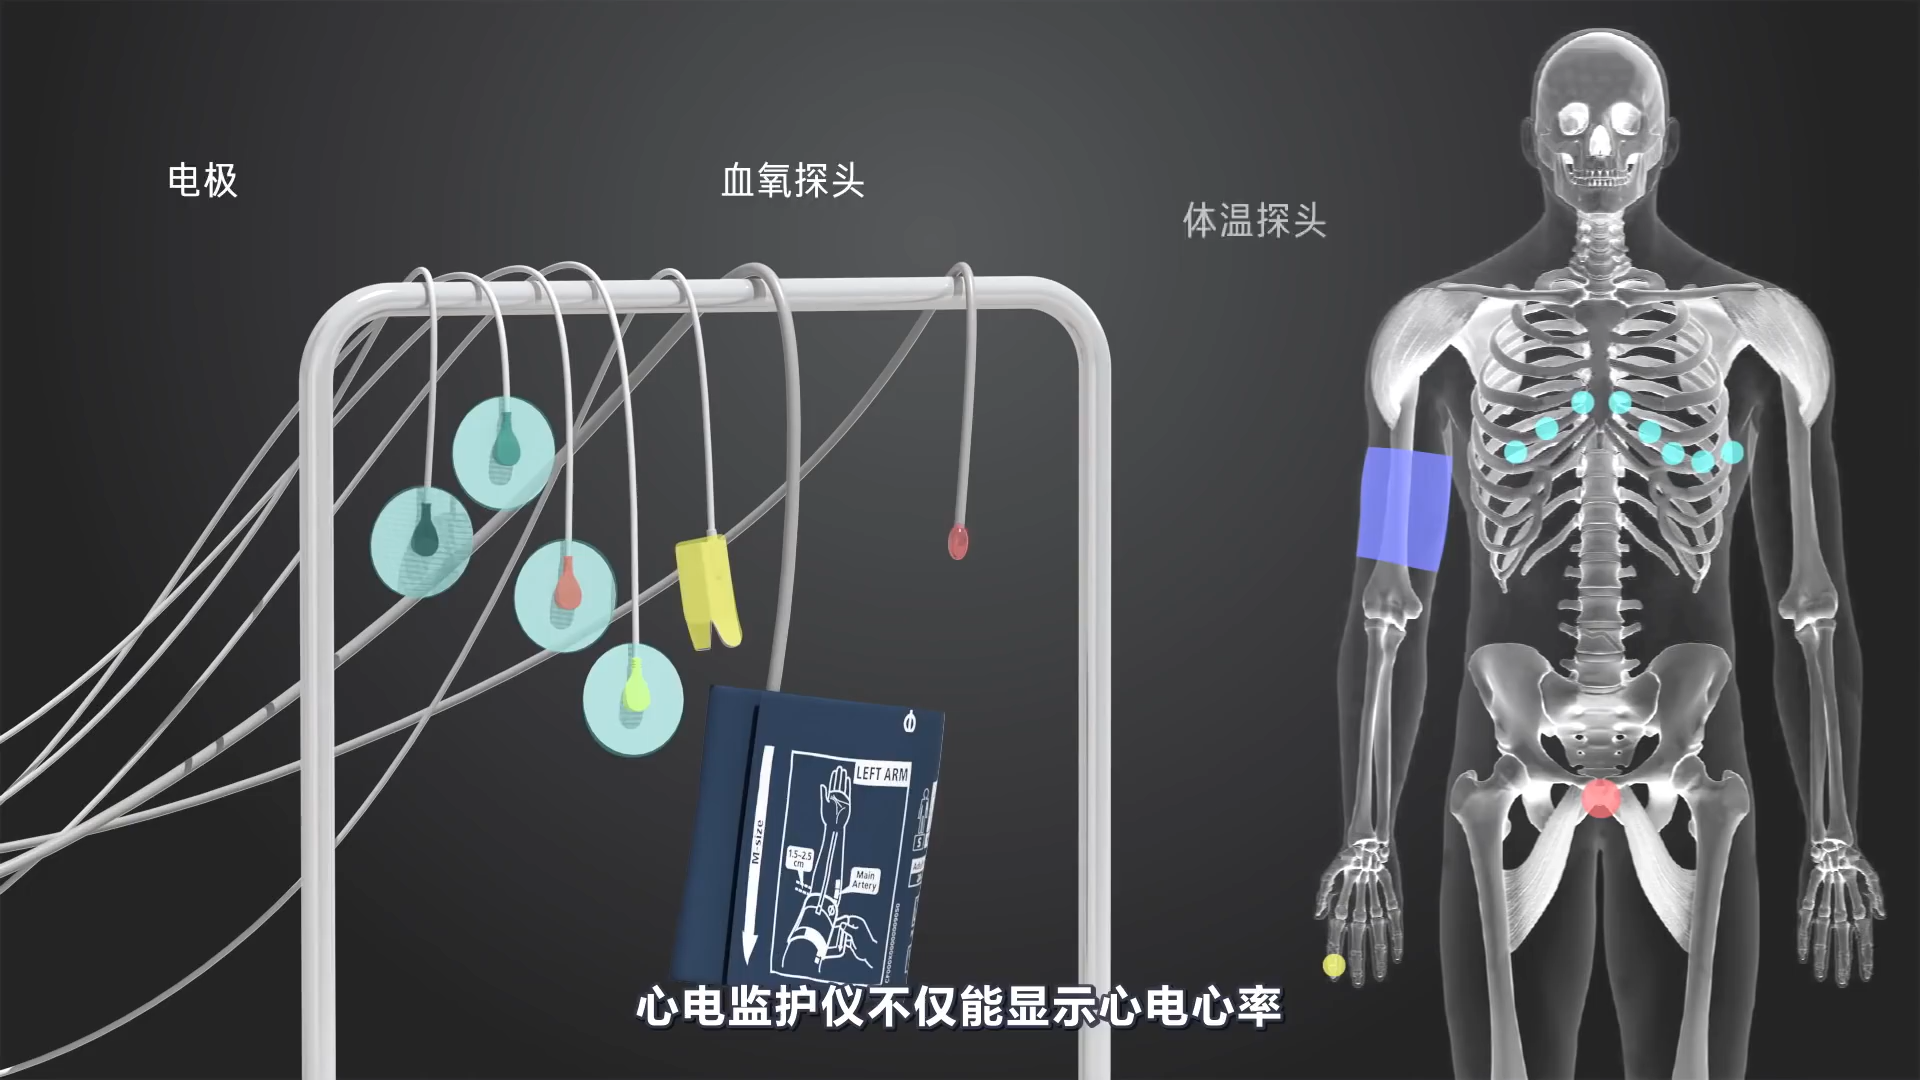 电极
血氧探头
体温探头
LEFT ARM
M-size
1.5~2.5
cm
Main
Artery
心电监护仪不仅能显示心电心率